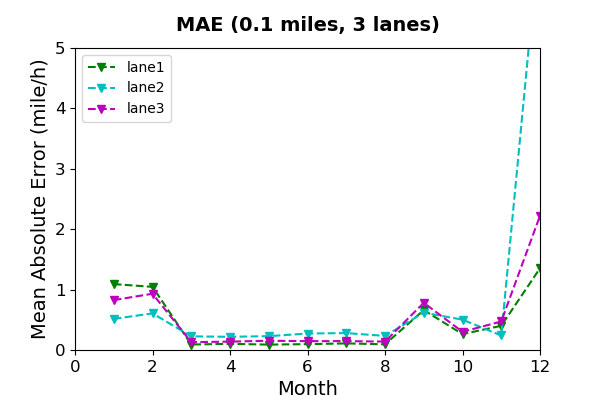 MAE (0.1 miles, 3 lanes)
5
4
3
2
1
0
Mean Absolute Error (mile/h)
lane1
lane2
lane3
0 2 4 6 8 10 12
Month